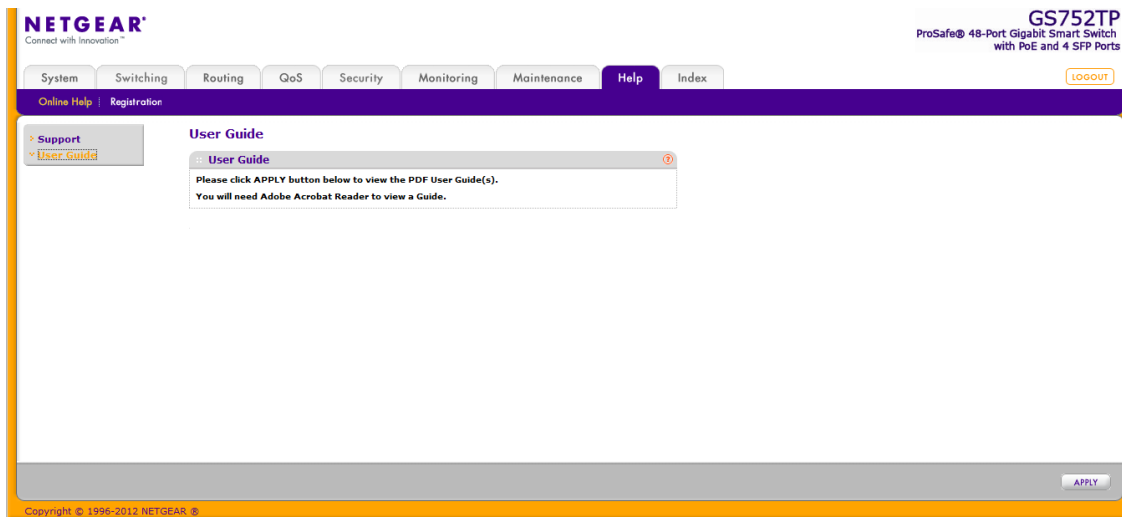 NETGEAR®
Connect with Innovation™
GS752TP
ProSafe® 48-Port Gigabit Smart Switch
with PoE and 4 SFP Ports
System Switching Routing QoS Security Monitoring Maintenance Help Index
LOGOUT
Online Help Registration
Support
User Guide
User Guide
User Guide
Please click APPLY button below to view the PDF User Guide(s).
You will need Adobe Acrobat Reader to view a Guide.
APPLY
Copyright © 1996-2012 NETGEAR ®